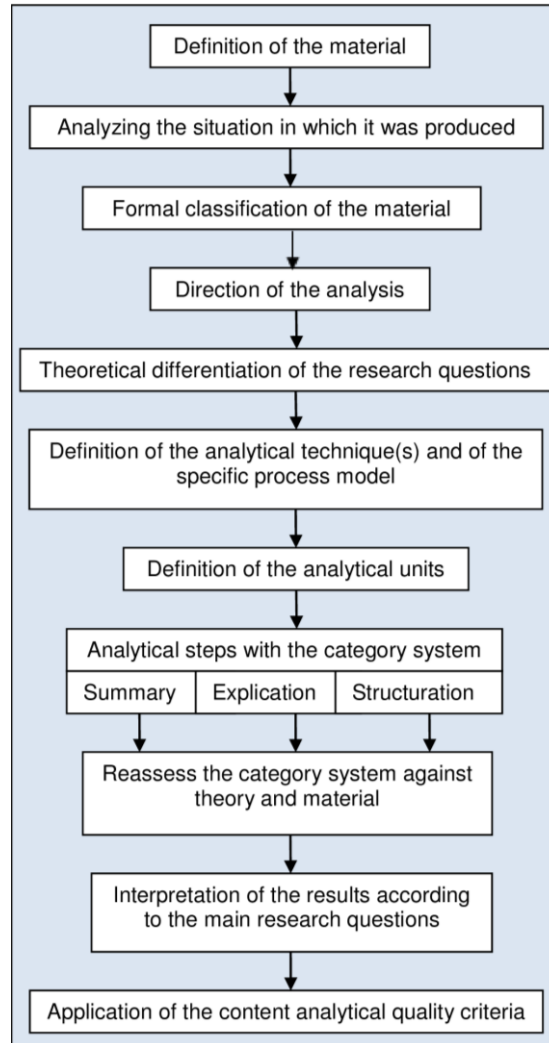 Definition of the material
Analyzing the situation in which it was produced
Formal classification of the material
Direction of the analysis
Theoretical differentiation of the research questions
Definition of the analytical technique(s) and of the
specific process model
Definition of the analytical units
Analytical steps with the category system
Summary Explication Structuration
Reassess the category system against
theory and material
Interpretation of the results according
to the main research questions
Application of the content analytical quality criteria